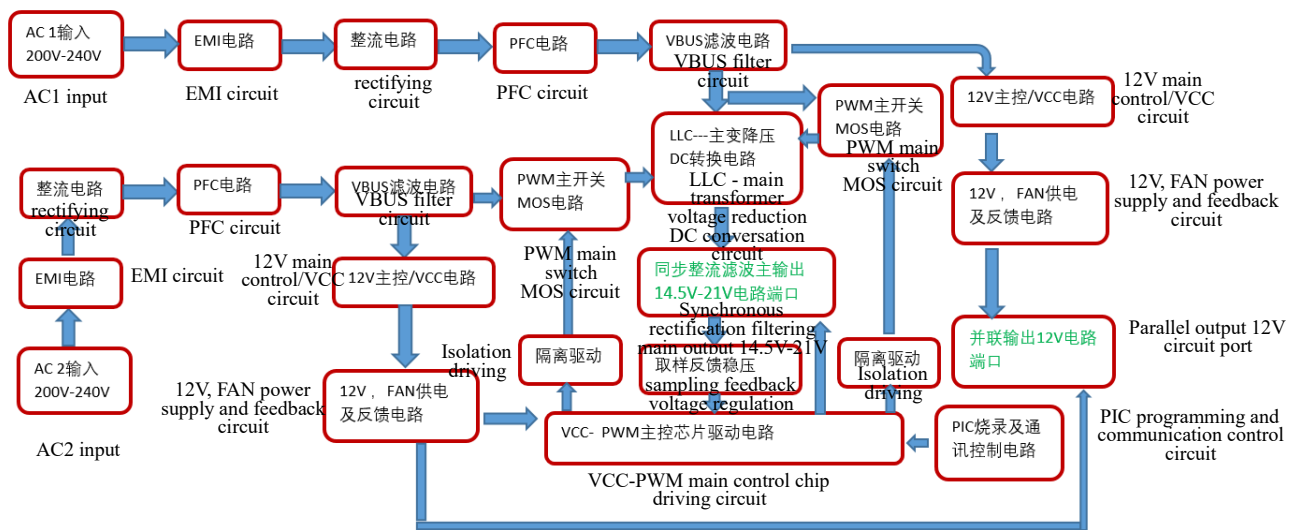 AC 1输入
200V-240V
AC1 input
EMI电路
EMI circuit
整流电路
rectifying
circuit
PFC电路
PFC circuit
VBUS滤波电路
VBUS filter
circuit
12V主控/VCC电路
12V main
control/VCC
circuit
PWM主开关
MOS电路
PWM main
switch
MOS circuit
LLC---主变降压
DC转换电路
LLC - main
transformer
voltage reduction
DC conversation
circuit
整流电路
rectifying
circuit
PFC电路
PFC circuit
VBUS滤波电路
VBUS filter
circuit
PWM主开关
MOS电路
PWM main
switch
MOS circuit
12V， FAN供电
及反馈电路
12V, FAN power
supply and feedback
circuit
EMI电路
EMI circuit
12V main
control/VCC
circuit
12V主控/VCC电路
同步整流滤波主输出
14.5V-21V电路端口
Synchronous
rectification filtering
main output 14.5V-21V
并联输出12V电路
端口
Parallel output 12V
circuit port
AC 2输入
200V-240V
AC2 input
12V, FAN power
supply and feedback
circuit
12V， FAN供电
及反馈电路
Isolation
driving
隔离驱动
取样反馈稳压
sampling feedback
voltage regulation
隔离驱动
Isolation
driving
VCC- PWM主控芯片驱动电路
VCC-PWM main control chip
driving circuit
PIC烧录及通
讯控制电路
PIC programming and
communication control
circuit